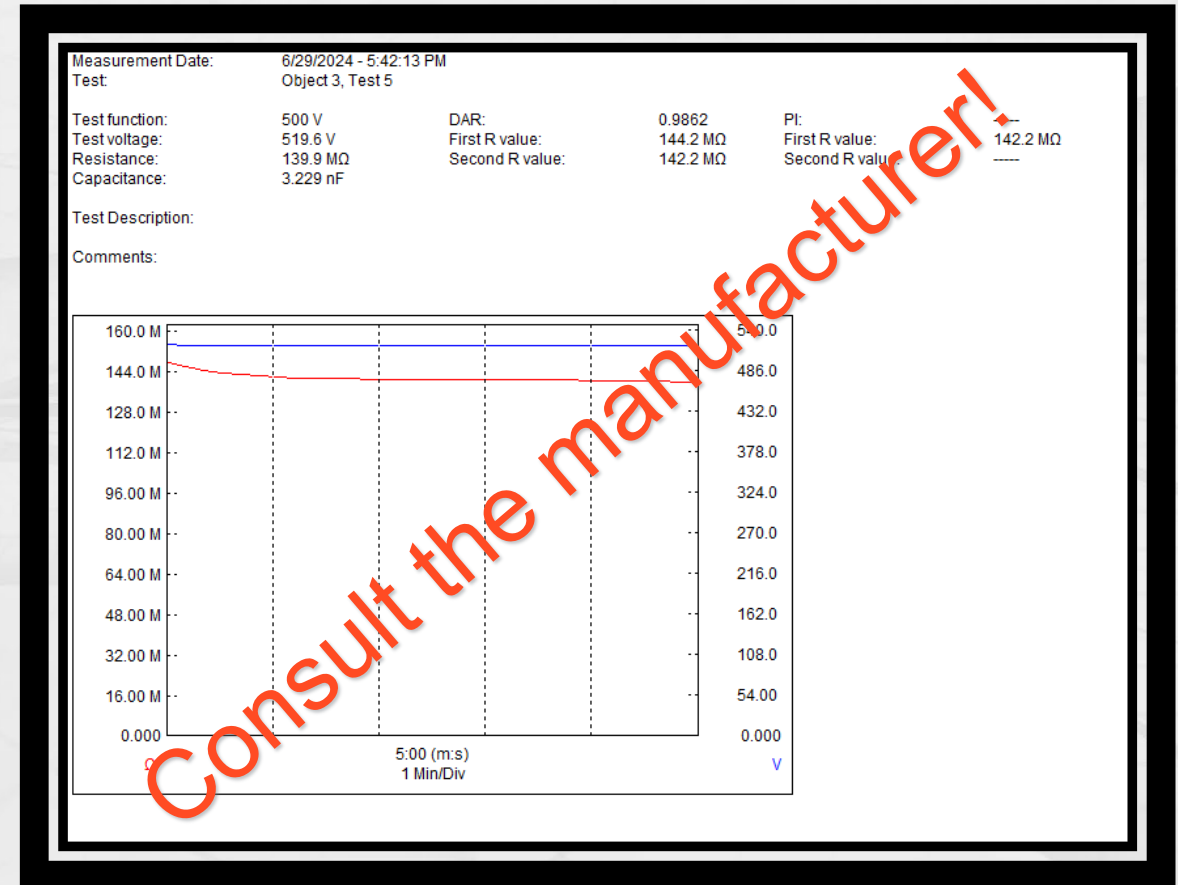 Measurement Date: 6/29/2024 - 5:42:13 PM
Test: Object 3, Test 5
Test function: 500 V DAR: 0.9862 PI: -----
Test voltage: 519.6 V First R value: 144.2 MΩ First R value: 142.2 MΩ
Resistance: 139.9 MΩ Second R value: 142.2 MΩ Second R value: -----
Capacitance: 3.229 nF
Test Description:
Comments:
160.0 M 540.0
144.0 M 486.0
128.0 M 432.0
112.0 M 378.0
96.00 M 324.0
80.00 M 270.0
64.00 M 216.0
48.00 M 162.0
32.00 M 108.0
16.00 M 54.00
0.000 0.000
Ω 5:00 (m:s) V
1 Min/Div
Consult the manufacturer!